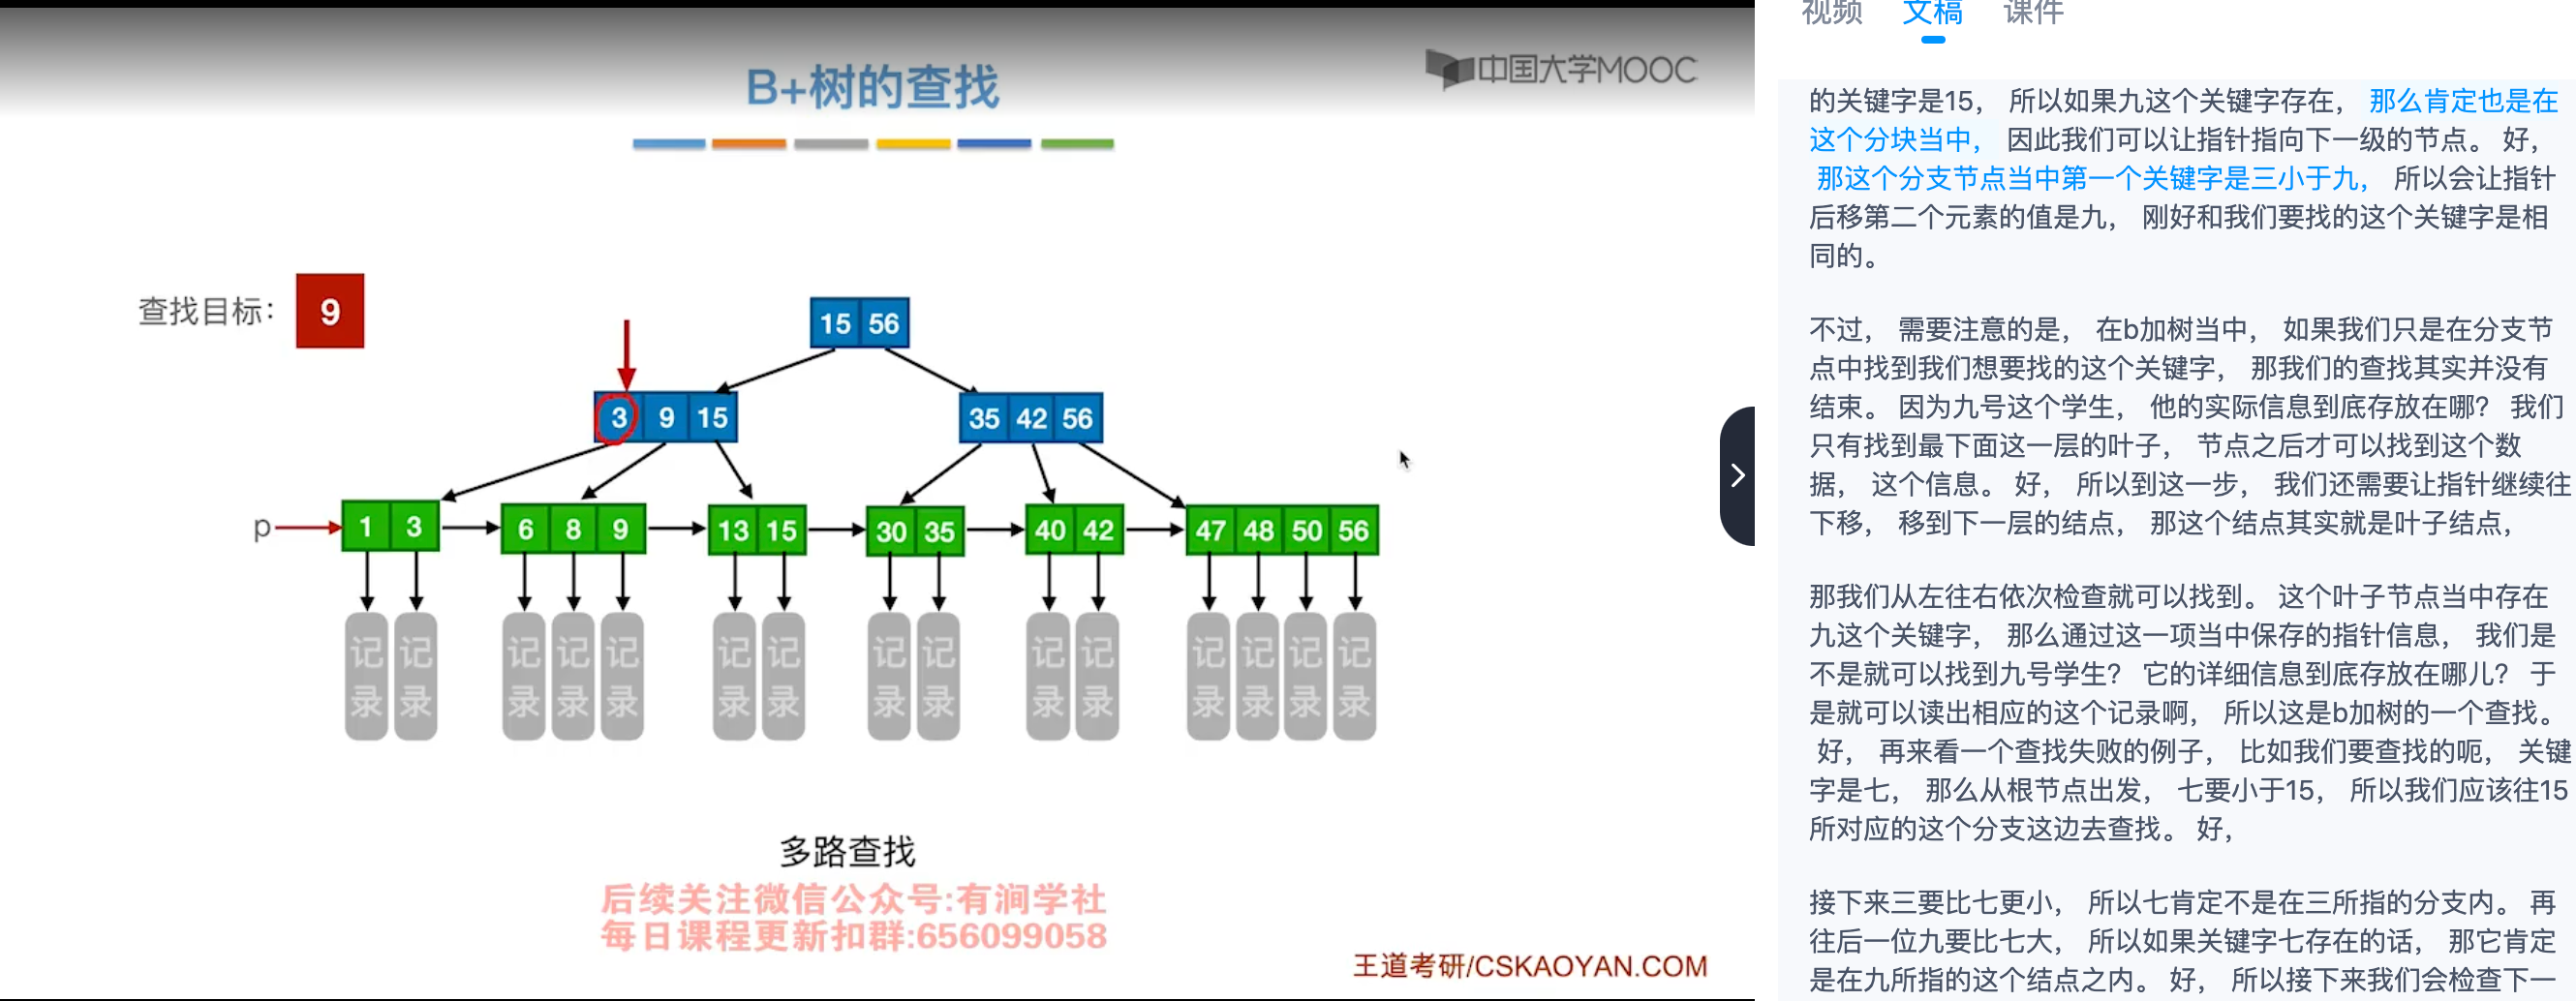 B+树的查找
中国大学MOOC
查找目标：
9
15 56
3 9 15
35 42 56
p
1 3
6 8 9
13 15
30 35
40 42
47 48 50 56
记录 记录 记录 记录 记录 记录 记录 记录 记录 记录 记录 记录 记录 记录 记录
多路查找
后续关注微信公众号:有涧学社
每日课程更新扣群:656099058
王道考研/CSKAOYAN.COM
视频 文稿 课件
的关键字是15， 所以如果九这个关键字存在， 那么肯定也是在
这个分块当中， 因此我们可以让指针指向下一级的节点。 好，
那这个分支节点当中第一个关键字是三小于九， 所以会让指针
后移第二个元素的值是九， 刚好和我们要找的这个关键字是相
同的。
不过， 需要注意的是， 在b加树当中， 如果我们只是在分支节
点中找到我们想要找的这个关键字， 那我们的查找其实并没有
结束。 因为九号这个学生， 他的实际信息到底存放在哪？ 我们
只有找到最下面这一层的叶子， 节点之后才可以找到这个数
据， 这个信息。 好， 所以到这一步， 我们还需要让指针继续往
下移， 移到下一层的结点， 那这个结点其实就是叶子结点，
那我们从左往右依次检查就可以找到。 这个叶子节点当中存在
九这个关键字， 那么通过这一项当中保存的指针信息， 我们是
不是就可以找到九号学生？ 它的详细信息到底存放在哪儿？ 于
是就可以读出相应的这个记录啊， 所以这是b加树的一个查找。
好， 再来看一个查找失败的例子， 比如我们要查找的呃， 关键
字是七， 那么从根节点出发， 七要小于15， 所以我们应该往15
所对应的这个分支这边去查找。 好，
接下来三要比七更小， 所以七肯定不是在三所指的分支内。 再
往后一位九要比七大， 所以如果关键字七存在的话， 那它肯定
是在九所指的这个结点之内。 好， 所以接下来我们会检查下一